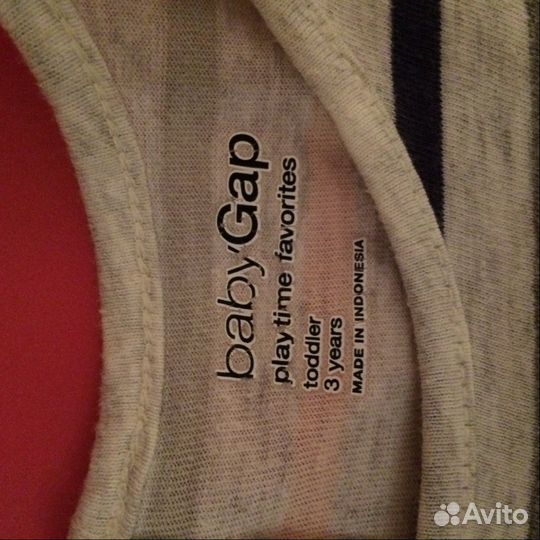 babyGap
playtime favorites
toddler
3 years
MADE IN INDONESIA
Avito